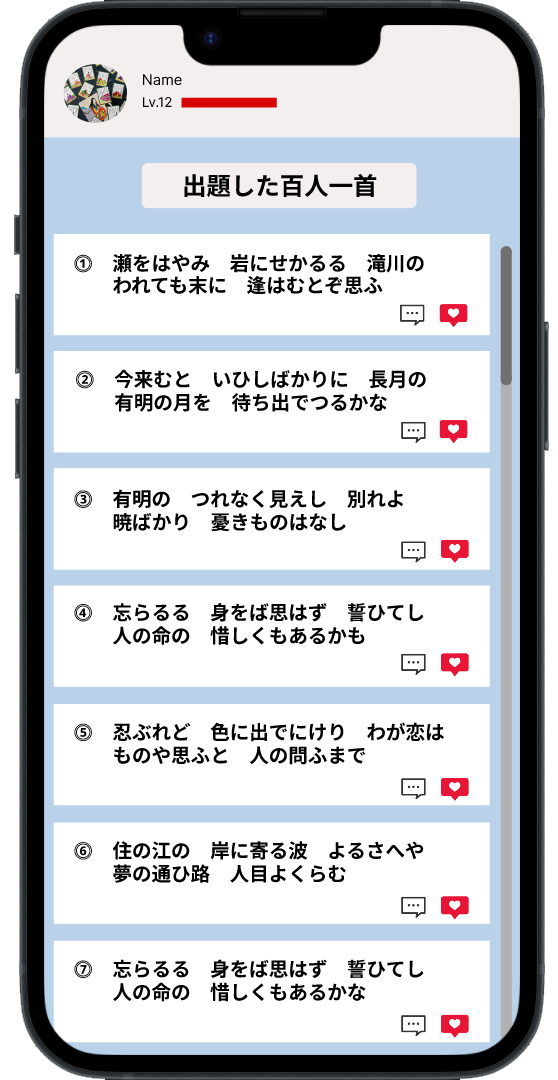 Name
Lv.12
出題した百人一首
① 瀬をはやみ　岩にせかるる　滝川の
われても末に　逢はむとぞ思ふ
② 今来むと　いひしばかりに　長月の
有明の月を　待ち出でつるかな
③ 有明の　つれなく見えし　別れよ
暁ばかり　憂きものはなし
④ 忘らるる　身をば思はず　誓ひてし
人の命の　惜しくもあるかも
⑤ 忍ぶれど　色に出でにけり　わが恋は
ものや思ふと　人の問ふまで
⑥ 住の江の　岸に寄る波　よるさへや
夢の通ひ路　人目よくらむ
⑦ 忘らるる　身をば思はず　誓ひてし
人の命の　惜しくもあるかな